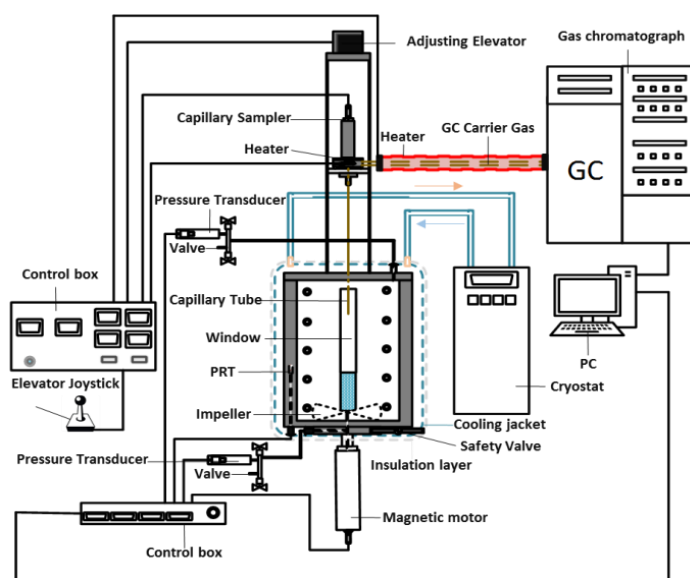 Adjusting Elevator
Gas chromatograph
Capillary Sampler
Heater
GC Carrier Gas
Heater
GC
Pressure Transducer
Valve
Control box
Capillary Tube
Window
PRT
PC
Cryostat
Elevator Joystick
Impeller
Cooling jacket
Safety Valve
Pressure Transducer
Insulation layer
Valve
Magnetic motor
Control box